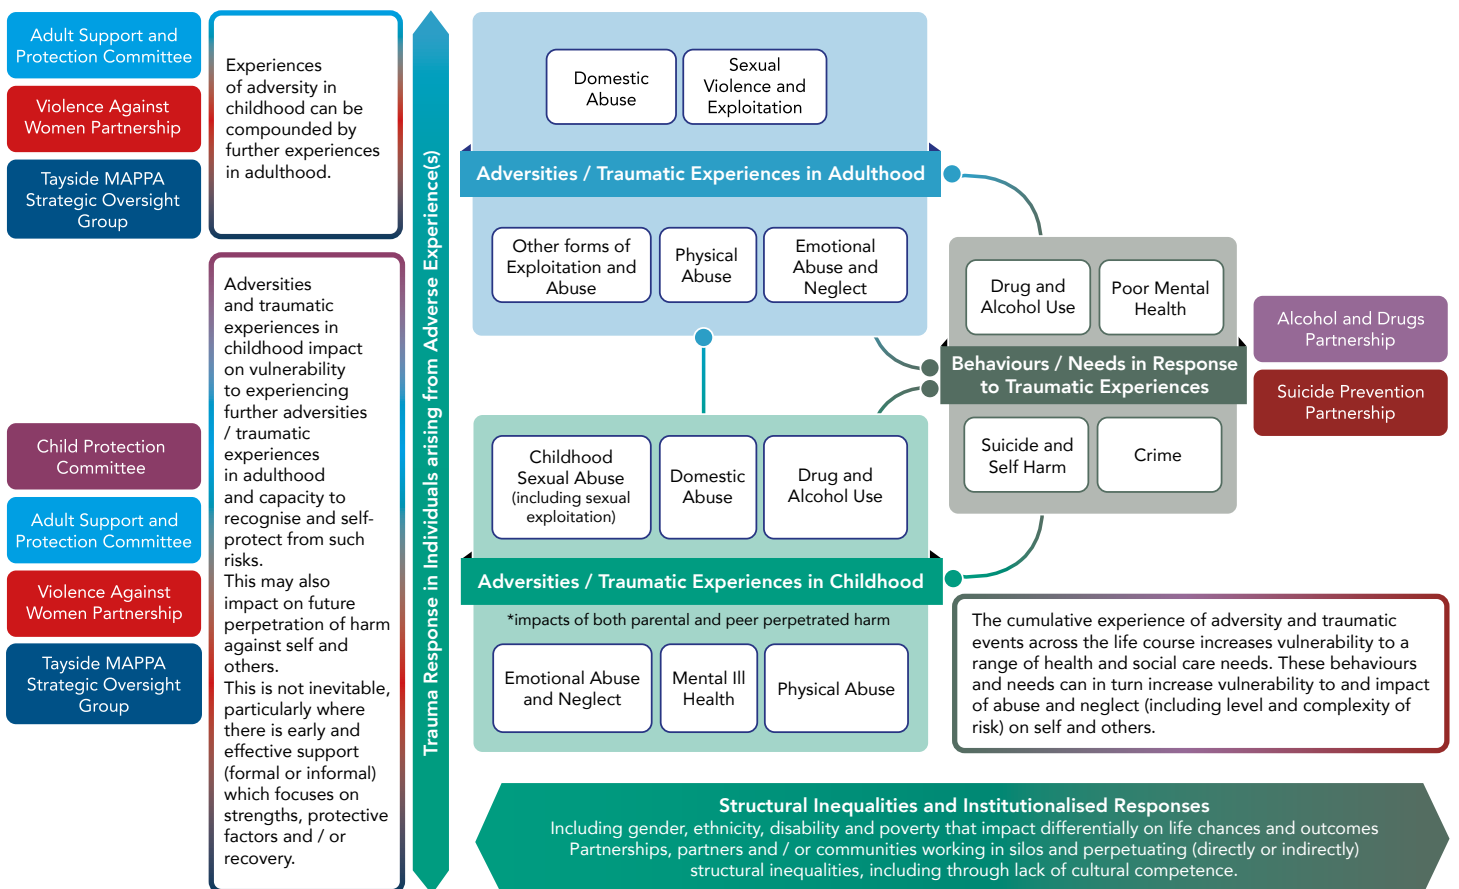 Adult Support and
Protection Committee
Violence Against
Women Partnership
Tayside MAPPA
Strategic Oversight
Group
Experiences
of adversity in
childhood can be
compounded by
further experiences
in adulthood.
Child Protection
Committee
Adult Support and
Protection Committee
Violence Against
Women Partnership
Tayside MAPPA
Strategic Oversight
Group
Adversities
and traumatic
experiences in
childhood impact
on vulnerability
to experiencing
further adversities
/ traumatic
experiences
in adulthood
and capacity to
recognise and self-
protect from such
risks.
This may also
impact on future
perpetration of harm
against self and
others.
This is not inevitable,
particularly where
there is early and
effective support
(formal or informal)
which focuses on
strengths, protective
factors and / or
recovery.
Trauma Response in Individuals arising from Adverse Experience(s)
Domestic
Abuse
Sexual
Violence and
Exploitation
Adversities / Traumatic Experiences in Adulthood
Other forms of
Exploitation and
Abuse
Physical
Abuse
Emotional
Abuse and
Neglect
Childhood
Sexual Abuse
(including sexual
exploitation)
Domestic
Abuse
Drug and
Alcohol Use
Adversities / Traumatic Experiences in Childhood
*impacts of both parental and peer perpetrated harm
Emotional Abuse
and Neglect
Mental Ill
Health
Physical Abuse
Drug and
Alcohol Use
Poor Mental
Health
Behaviours / Needs in Response
to Traumatic Experiences
Suicide and
Self Harm
Crime
Alcohol and Drugs
Partnership
Suicide Prevention
Partnership
The cumulative experience of adversity and traumatic
events across the life course increases vulnerability to a
range of health and social care needs. These behaviours
and needs can in turn increase vulnerability to and impact
of abuse and neglect (including level and complexity of
risk) on self and others.
Structural Inequalities and Institutionalised Responses
Including gender, ethnicity, disability and poverty that impact differentially on life chances and outcomes
Partnerships, partners and / or communities working in silos and perpetuating (directly or indirectly)
structural inequalities, including through lack of cultural competence.